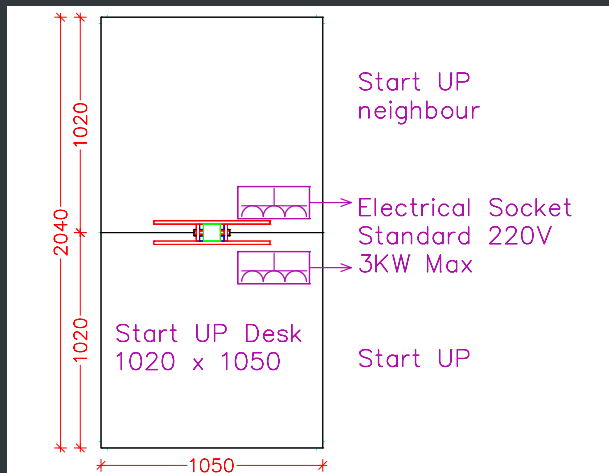 Start UP
neighbour
1020
2040
Electrical Socket
Standard 220V
3KW Max
1020
Start UP Desk
1020 x 1050
Start UP
1050